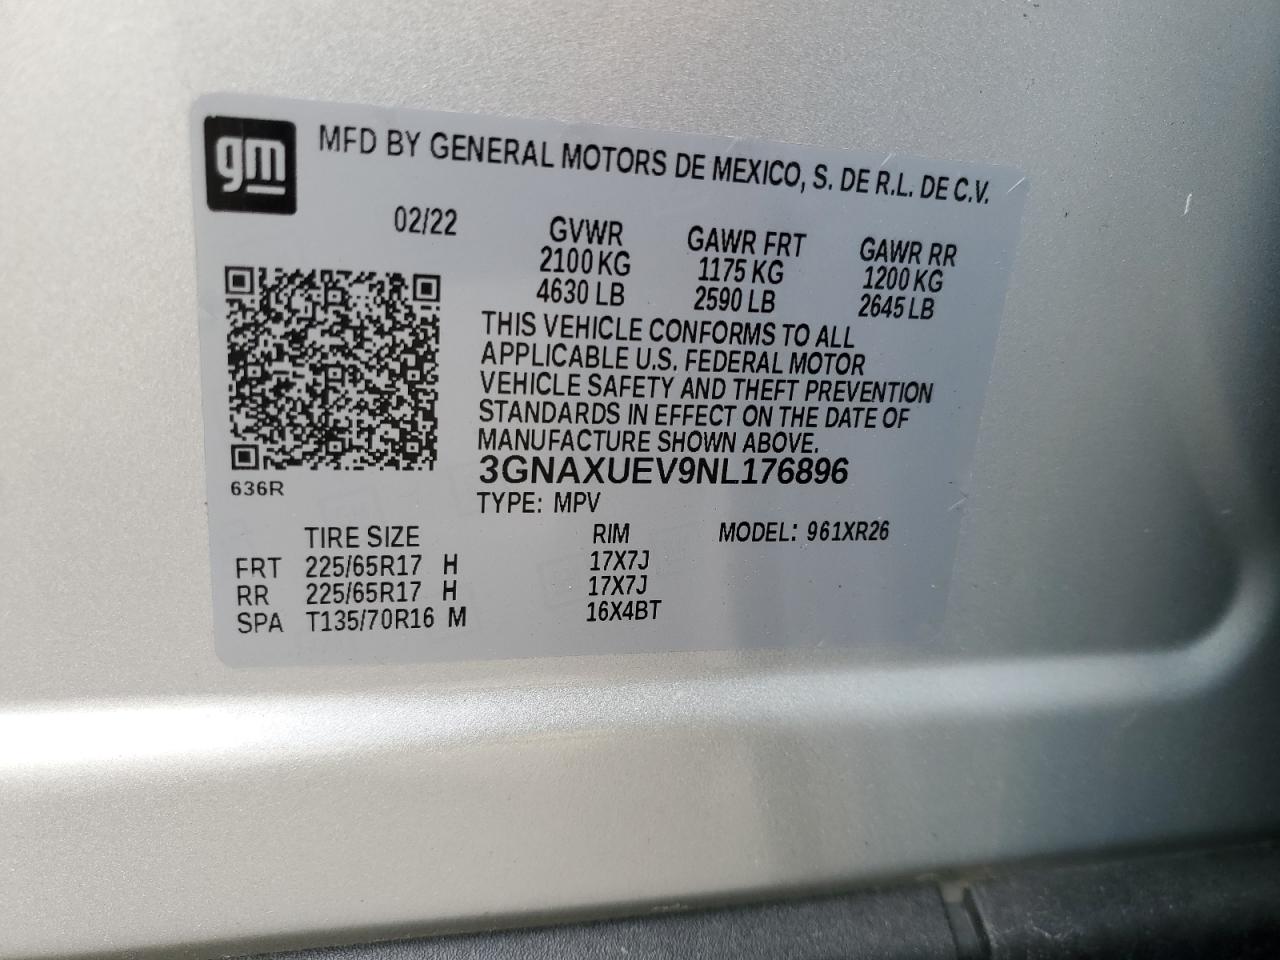 gm
MFD BY GENERAL MOTORS DE MEXICO, S. DE R.L. DE C.V.
02/22 GVWR GAWR FRT GAWR RR
2100 KG 1175 KG 1200 KG
4630 LB 2590 LB 2645 LB
THIS VEHICLE CONFORMS TO ALL
APPLICABLE U.S. FEDERAL MOTOR
VEHICLE SAFETY AND THEFT PREVENTION
STANDARDS IN EFFECT ON THE DATE OF
MANUFACTURE SHOWN ABOVE.
3GNAXUEV9NL176896
636R
TYPE: MPV
TIRE SIZE RIM MODEL: 961XR26
FRT 225/65R17 H 17X7J
RR 225/65R17 H 17X7J
SPA T135/70R16 M 16X4BT